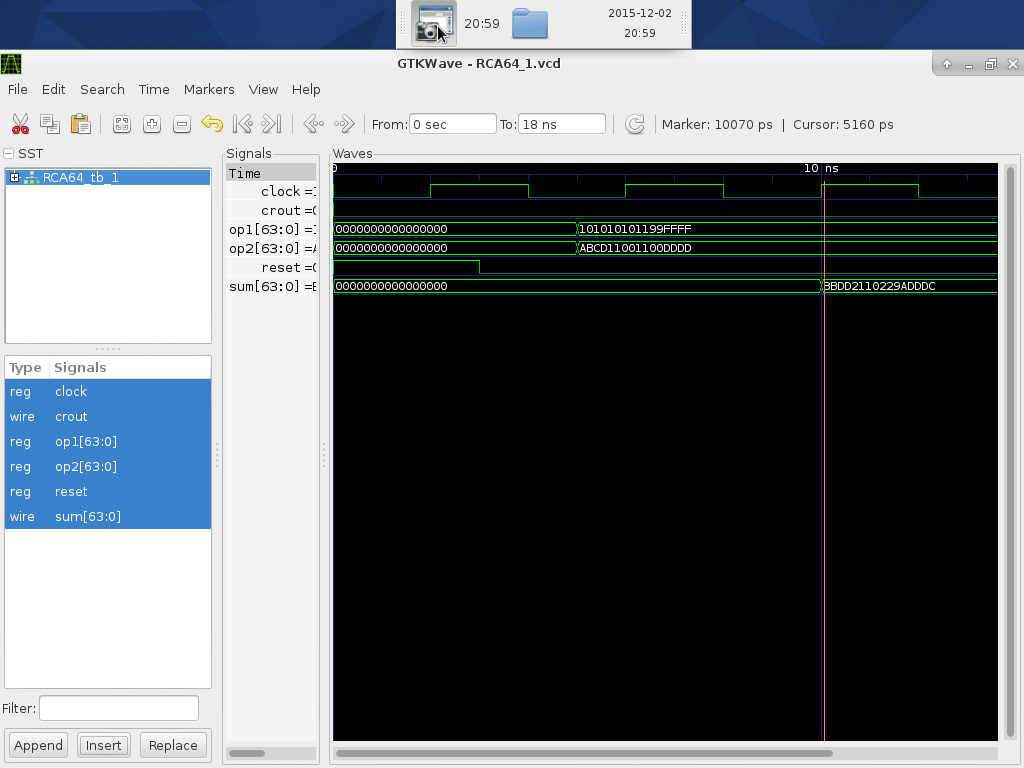 20:59
2015-12-02
20:59
GTKWave - RCA64_1.vcd
File Edit Search Time Markers View Help
From: 0 sec To: 18 ns Marker: 10070 ps | Cursor: 5160 ps
SST
RCA64_tb_1
Type Signals
reg clock
wire crout
reg op1[63:0]
reg op2[63:0]
reg reset
wire sum[63:0]
Filter:
Append Insert Replace
Signals
Time
clock =
crout =
op1[63:0] =
op2[63:0] =
reset =
sum[63:0] =
Waves
0 10 ns
0000000000000000 101010101199FFFF
0000000000000000 ABCD11001100DDDD
0000000000000000 BBDD2110229ADDDC